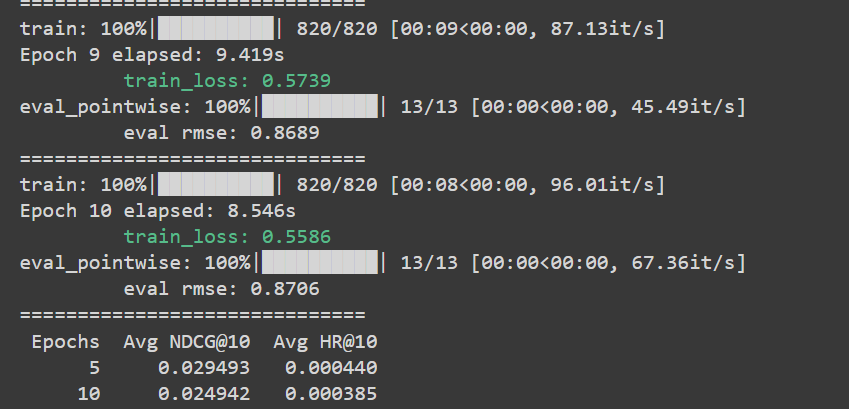 ==============================
train: 100%|██████████| 820/820 [00:09<00:00, 87.13it/s]
Epoch 9 elapsed: 9.419s
train_loss: 0.5739
eval_pointwise: 100%|██████████| 13/13 [00:00<00:00, 45.49it/s]
eval rmse: 0.8689
==============================
train: 100%|██████████| 820/820 [00:08<00:00, 96.01it/s]
Epoch 10 elapsed: 8.546s
train_loss: 0.5586
eval_pointwise: 100%|██████████| 13/13 [00:00<00:00, 67.36it/s]
eval rmse: 0.8706
==============================
Epochs Avg NDCG@10 Avg HR@10
5 0.029493 0.000440
10 0.024942 0.000385